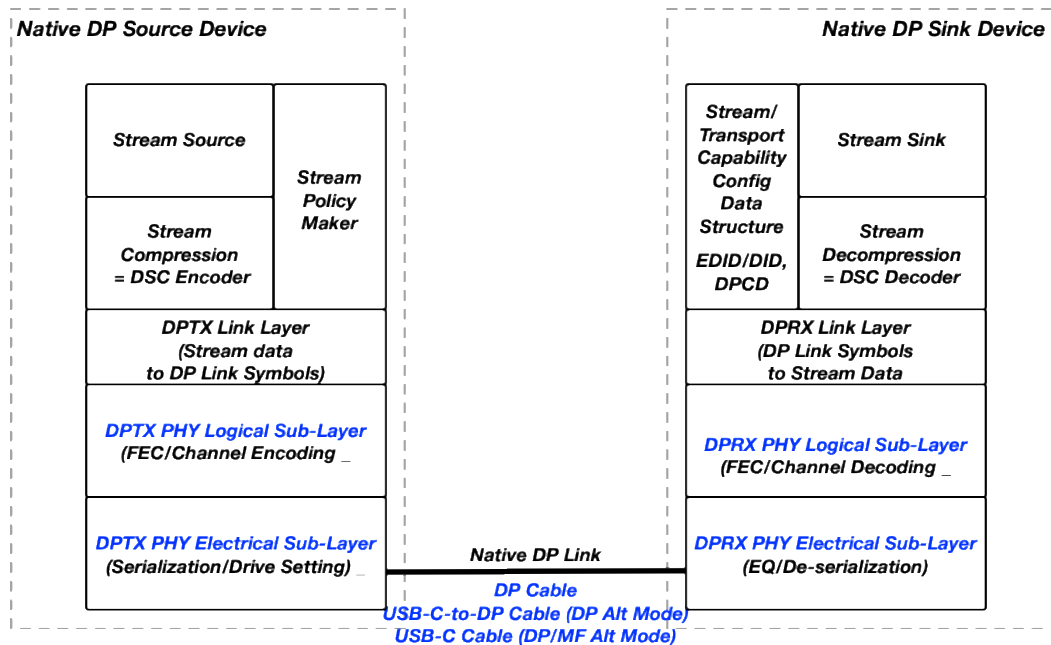 Native DP Source Device
Native DP Sink Device
Stream Source
Stream
Policy
Maker
Stream
Compression
= DSC Encoder
DPTX Link Layer
(Stream data
to DP Link Symbols)
DPTX PHY Logical Sub-Layer
(FEC/Channel Encoding _
DPTX PHY Electrical Sub-Layer
(Serialization/Drive Setting) _
Native DP Link
DP Cable
USB-C-to-DP Cable (DP Alt Mode)
USB-C Cable (DP/MF Alt Mode)
Stream/
Transport
Capability
Config
Data
Structure
EDID/DID,
DPCD
Stream Sink
Stream
Decompression
= DSC Decoder
DPRX Link Layer
(DP Link Symbols
to Stream Data
DPRX PHY Logical Sub-Layer
(FEC/Channel Decoding _
DPRX PHY Electrical Sub-Layer
(EQ/De-serialization)